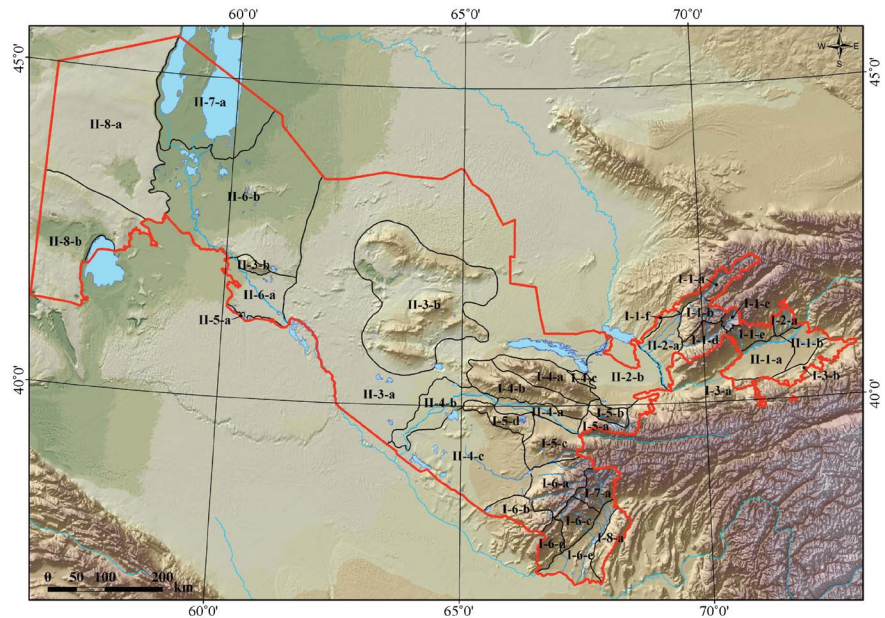 60°0' 65°0' 70°0'
N
W E
S
45°0' 45°0'
II-7-a
II-8-a
II-6-b
II-8-b
II-3-b
II-6-a
II-5-a
II-3-b
I-1-a
I-1-f I-1-b I-1-c
I-2-a
II-2-a I-1-d I-1-e II-1-b
II-1-a
40°0' 40°0'
II-2-b
I-3-b
I-3-a
II-3-a
I-4-a
I-4-b I-4-c
II-4-b II-4-a I-5-b
I-5-d I-5-a
I-5-c
II-4-c
I-6-a
I-7-a
I-6-b
I-6-c
I-8-a
I-6-d
I-6-e
0 50 100 200
km
60°0' 65°0' 70°0'